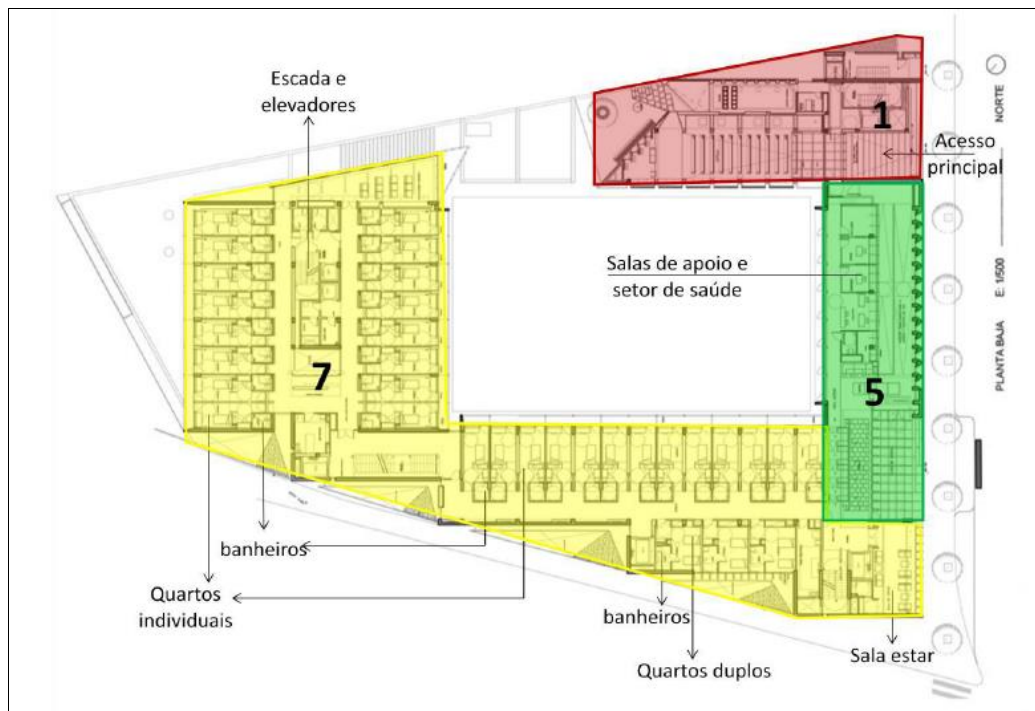 Escada e
elevadores
1
Acesso
principal
NORTE
Salas de apoio e
setor de saúde
PLANTA BAJA E: 1/500
7
5
banheiros
Quartos
individuais
banheiros
Quartos duplos
Sala estar